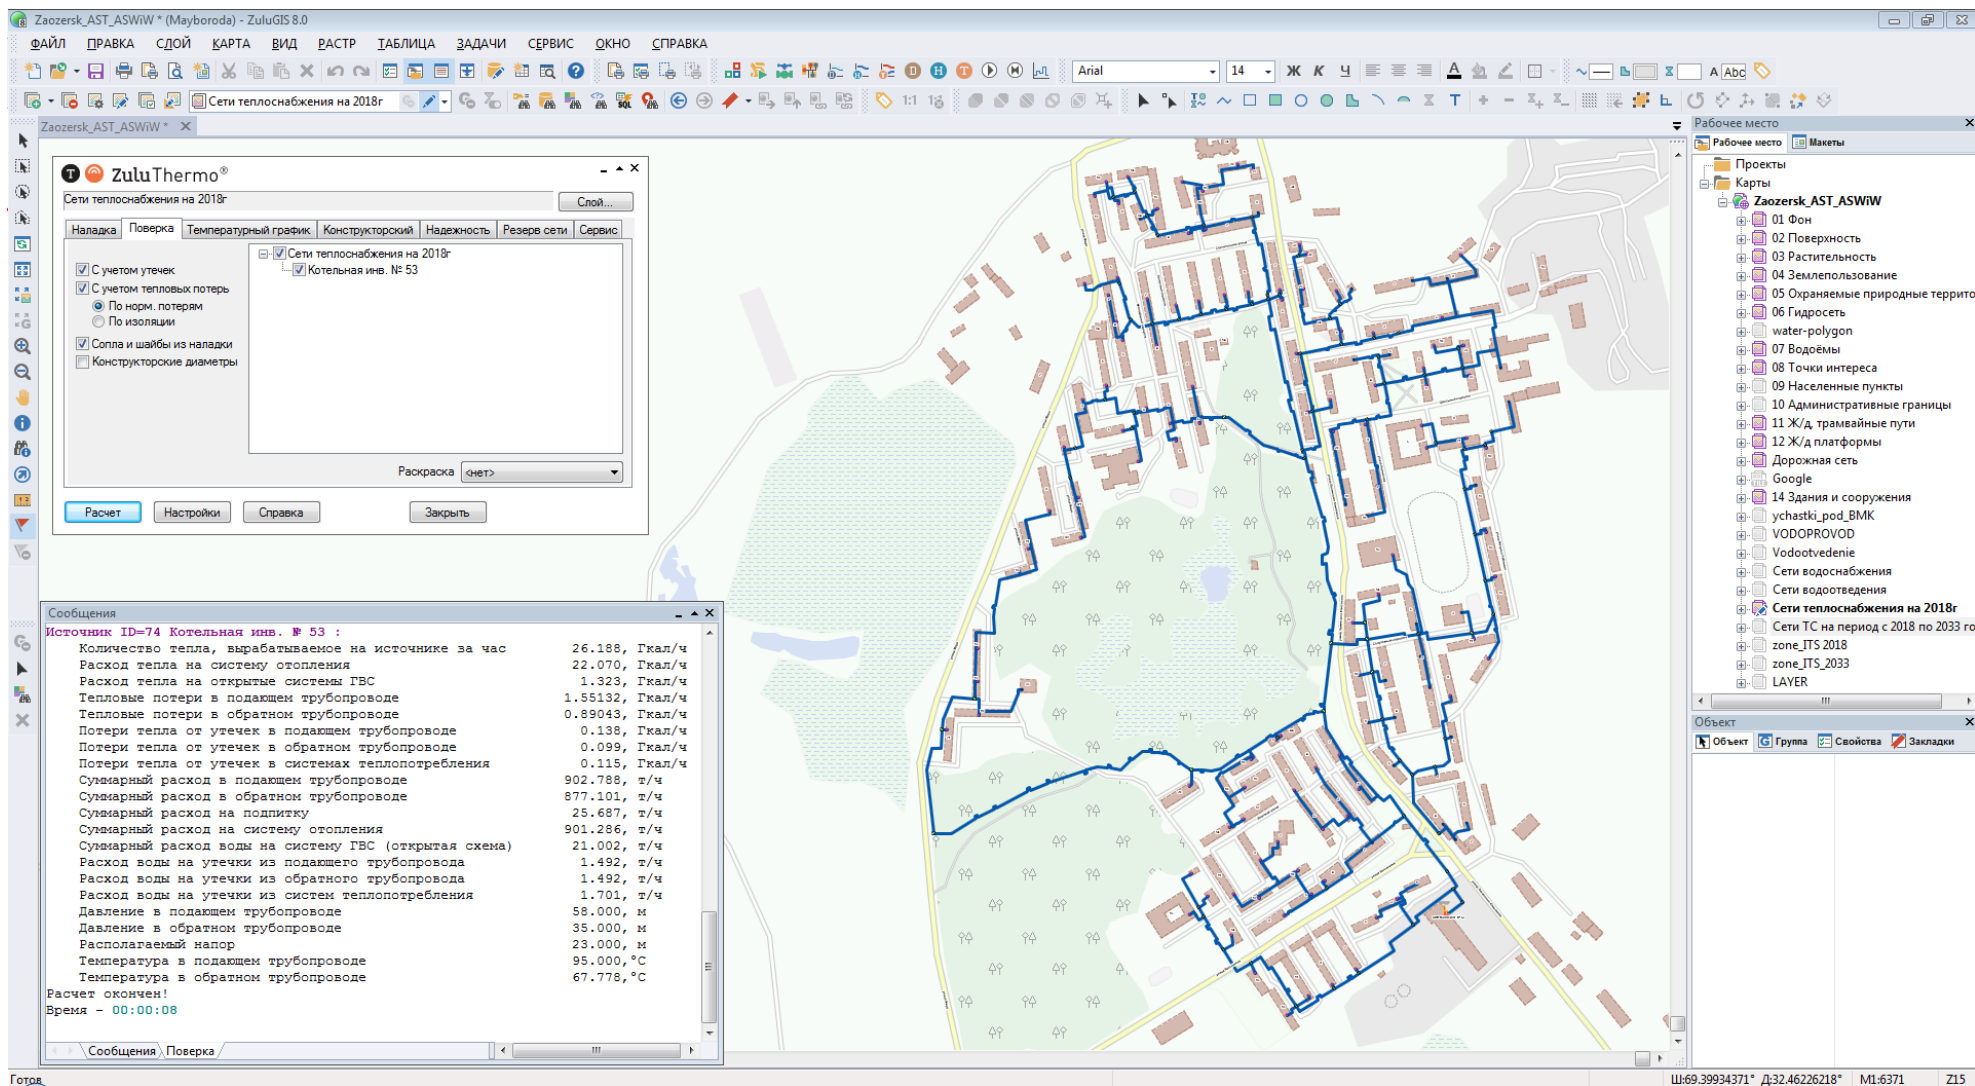 Zaozersk_AST_ASWiW * (Mayboroda) - ZuluGIS 8.0
ФАЙЛ ПРАВКА СЛОЙ КАРТА ВИД РАСТР ТАБЛИЦА ЗАДАЧИ СЕРВИС ОКНО СПРАВКА
Arial 14 Ж К Ч A Abc
Сети теплоснабжения на 2018г SQL 1:1
Zaozersk_AST_ASWiW *
ZuluThermo®
Сети теплоснабжения на 2018г Слой...
Наладка Поверка Температурный график Конструкторский Надежность Резерв сети Сервис
Сети теплоснабжения на 2018г
Котельная инв. № 53
С учетом утечек
С учетом тепловых потерь
По норм. потерям
По изоляции
Сопла и шайбы из наладки
Конструкторские диаметры
Раскраска <нет>
Расчет Настройки Справка Закрыть
Сообщения
Источник ID=74 Котельная инв. № 53 :
Количество тепла, вырабатываемое на источнике за час 26.188, Гкал/ч
Расход тепла на систему отопления 22.070, Гкал/ч
Расход тепла на открытые системы ГВС 1.323, Гкал/ч
Тепловые потери в подающем трубопроводе 1.55132, Гкал/ч
Тепловые потери в обратном трубопроводе 0.89043, Гкал/ч
Потери тепла от утечек в подающем трубопроводе 0.138, Гкал/ч
Потери тепла от утечек в обратном трубопроводе 0.099, Гкал/ч
Потери тепла от утечек в системах теплопотребления 0.115, Гкал/ч
Суммарный расход в подающем трубопроводе 902.788, т/ч
Суммарный расход в обратном трубопроводе 877.101, т/ч
Суммарный расход на подпитку 25.687, т/ч
Суммарный расход на систему отопления 901.286, т/ч
Суммарный расход воды на систему ГВС (открытая схема) 21.002, т/ч
Расход воды на утечки из подающего трубопровода 1.492, т/ч
Расход воды на утечки из обратного трубопровода 1.492, т/ч
Расход воды на утечки из систем теплопотребления 1.701, т/ч
Давление в подающем трубопроводе 58.000, м
Давление в обратном трубопроводе 35.000, м
Располагаемый напор 23.000, м
Температура в подающем трубопроводе 95.000,°C
Температура в обратном трубопроводе 67.778,°C
Расчет окончен!
Время - 00:00:08
Сообщения Поверка
Рабочее место
Рабочее место Макеты
Проекты
Карты
Zaozersk_AST_ASWiW
01 Фон
02 Поверхность
03 Растительность
04 Землепользование
05 Охраняемые природные террито
06 Гидросеть
water-polygon
07 Водоёмы
08 Точки интереса
09 Населенные пункты
10 Административные границы
11 Ж/д, трамвайные пути
12 Ж/д платформы
Дорожная сеть
Google
14 Здания и сооружения
ychastki_pod_BMK
VODOPROVOD
Vodootvedenie
Сети водоснабжения
Сети водоотведения
Сети теплоснабжения на 2018г
Сети ТС на период с 2018 по 2033 го
zone_ITS 2018
zone_ITS_2033
LAYER
Объект
Объект Группа Свойства Закладки
Готов Ш:69.39934371° Д:32.46226218° М1:6371 Z15